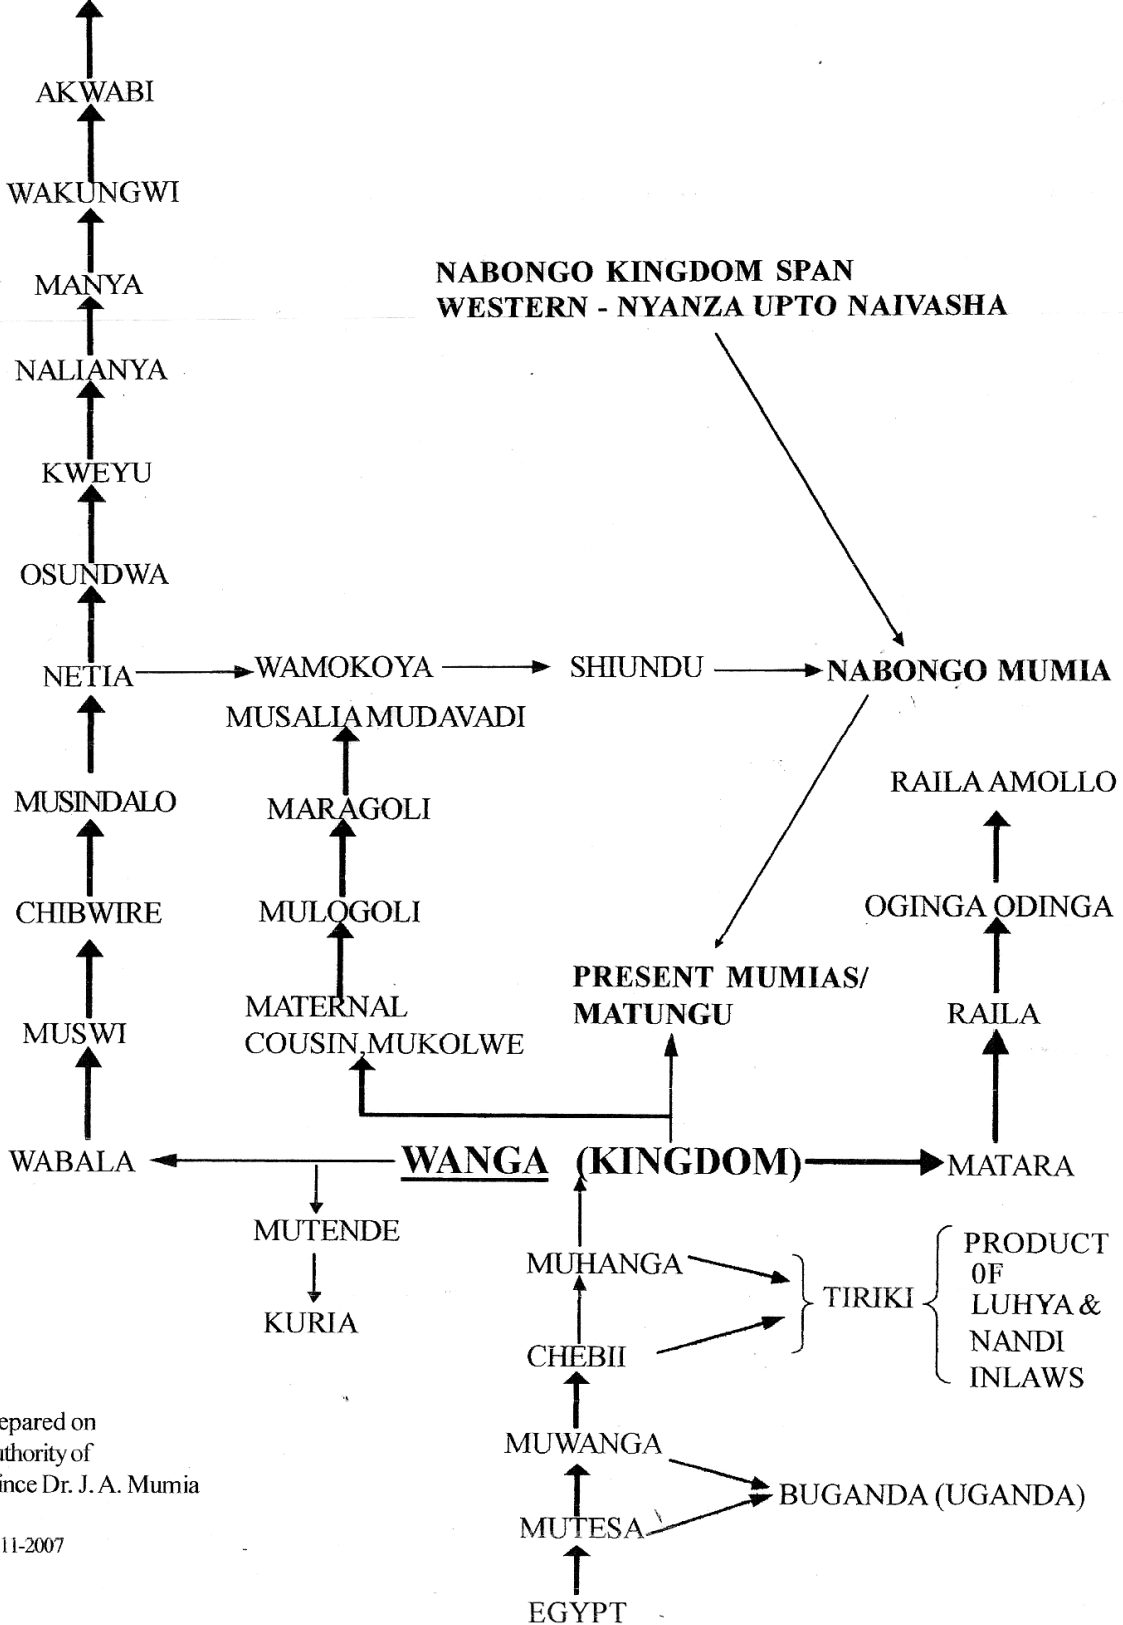 AKWABI
WAKUNGWI
MANYA
NALIANYA
KWEYU
OSUNDWA
NABONGO KINGDOM SPAN
WESTERN - NYANZA UPTO NAIVASHA
NETIA
WAMOKOYA
SHIUNDU
NABONGO MUMIA
MUSALIA MUDAVADI
MARAGOLI
MULOGOLI
MATERNAL
COUSIN,MUKOLWE
MUSINDALO
CHIBWIRE
MUSWI
WABALA
PRESENT MUMIAS/
MATUNGU
RAILA AMOLLO
OGINGA ODINGA
RAILA
WANGA (KINGDOM)
MATARA
MUTENDE
KURIA
MUHANGA
CHEBII
TIRIKI
PRODUCT
0F
LUHYA &
NANDI
INLAWS
MUWANGA
MUTESA
BUGANDA (UGANDA)
EGYPT
epared on
uthority of
ince Dr. J. A. Mumia
11-2007